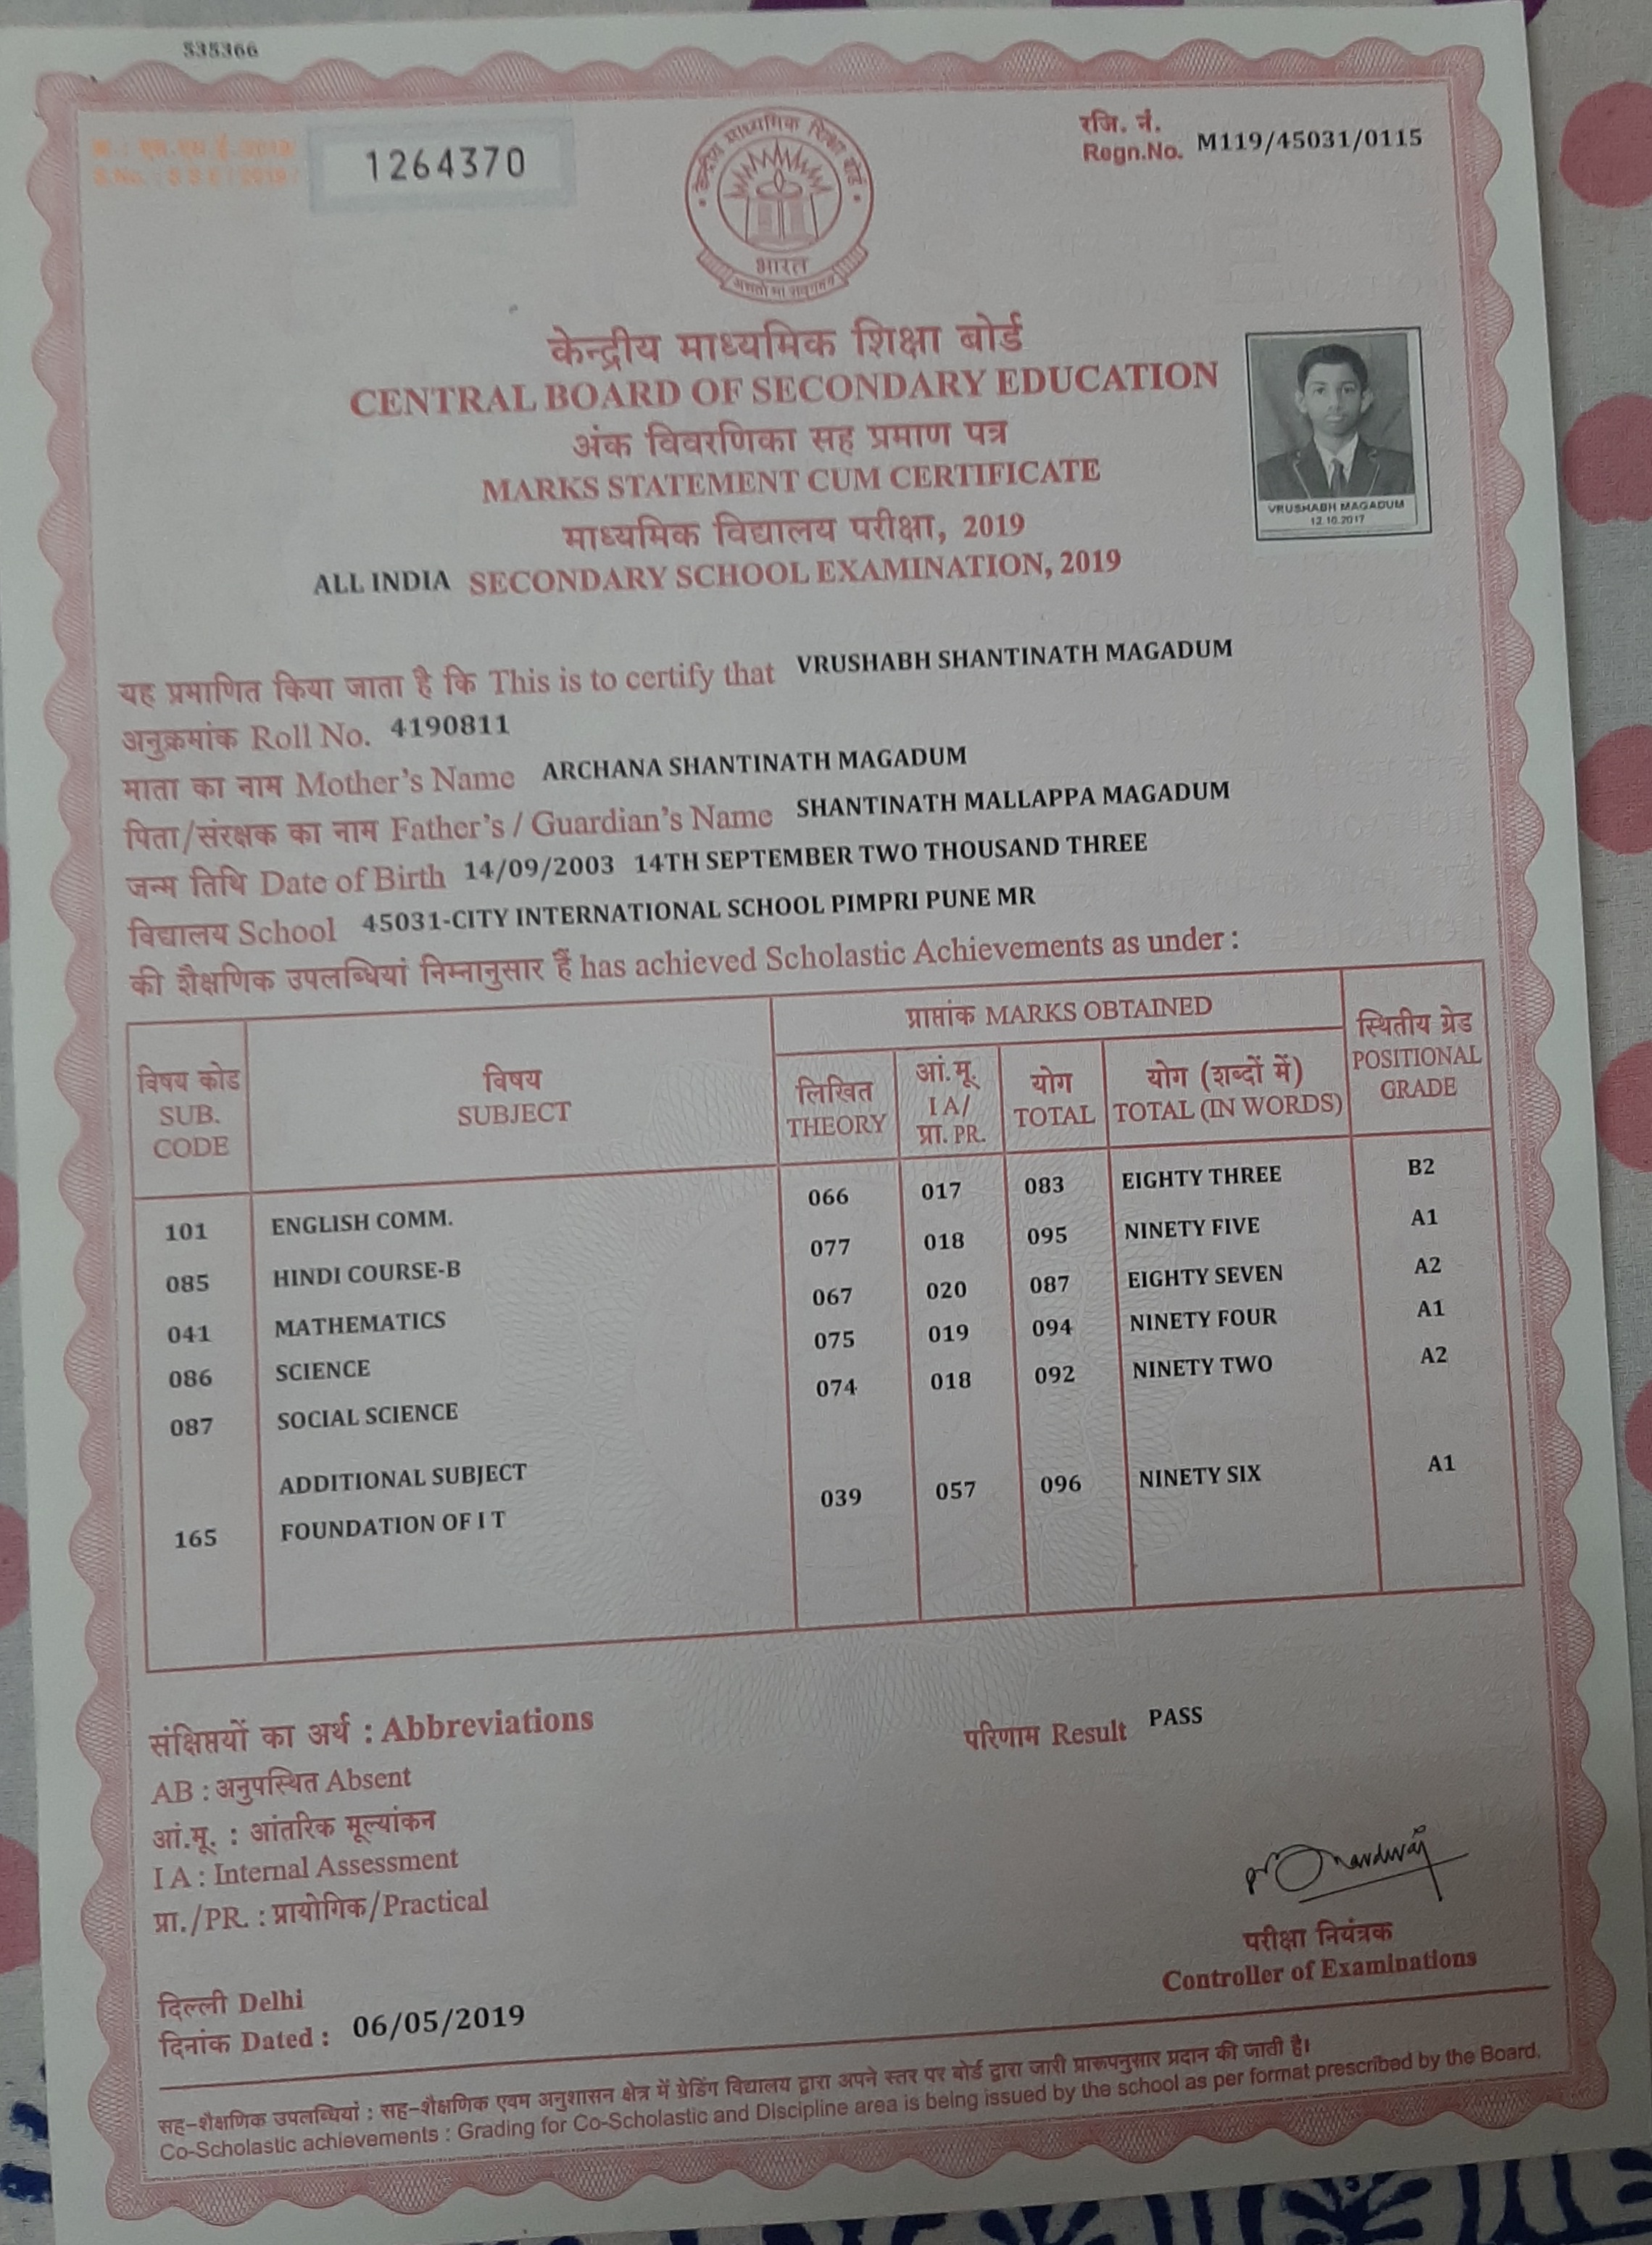 535366
क्र. : एस.एस.ई./2019/
S.No. : S S E / 2019 /
1264370
केन्द्रीय माध्यमिक शिक्षा बोर्ड
भारत
असतो मा सद्गमय
रजि. नं.
Regn.No. M119/45031/0115
केन्द्रीय माध्यमिक शिक्षा बोर्ड
CENTRAL BOARD OF SECONDARY EDUCATION
अंक विवरणिका सह प्रमाण पत्र
MARKS STATEMENT CUM CERTIFICATE
माध्यमिक विद्यालय परीक्षा, 2019
ALL INDIA SECONDARY SCHOOL EXAMINATION, 2019
VRUSHABH MAGADUM
12.10.2017
यह प्रमाणित किया जाता है कि This is to certify that VRUSHABH SHANTINATH MAGADUM
अनुक्रमांक Roll No. 4190811
माता का नाम Mother's Name ARCHANA SHANTINATH MAGADUM
पिता/संरक्षक का नाम Father's / Guardian's Name SHANTINATH MALLAPPA MAGADUM
जन्म तिथि Date of Birth 14/09/2003 14TH SEPTEMBER TWO THOUSAND THREE
विद्यालय School 45031-CITY INTERNATIONAL SCHOOL PIMPRI PUNE MR
की शैक्षणिक उपलब्धियां निम्नानुसार हैं has achieved Scholastic Achievements as under :
विषय कोड
SUB.
CODE
विषय
SUBJECT
प्राप्तांक MARKS OBTAINED
लिखित
THEORY
आं.मू.
I A/
प्रा. PR.
योग
TOTAL
योग (शब्दों में)
TOTAL (IN WORDS)
स्थितीय ग्रेड
POSITIONAL
GRADE
101 ENGLISH COMM. 066 017 083 EIGHTY THREE B2
085 HINDI COURSE-B 077 018 095 NINETY FIVE A1
041 MATHEMATICS 067 020 087 EIGHTY SEVEN A2
086 SCIENCE 075 019 094 NINETY FOUR A1
087 SOCIAL SCIENCE 074 018 092 NINETY TWO A2
ADDITIONAL SUBJECT
165 FOUNDATION OF I T 039 057 096 NINETY SIX A1
संक्षिप्तयों का अर्थ : Abbreviations
परिणाम Result PASS
AB : अनुपस्थित Absent
आं.मू. : आंतरिक मूल्यांकन
I A : Internal Assessment
प्रा./PR. : प्रायोगिक/Practical
परीक्षा नियंत्रक
Controller of Examinations
दिल्ली Delhi
दिनांक Dated : 06/05/2019
सह-शैक्षणिक उपलब्धियां : सह-शैक्षणिक एवम अनुशासन क्षेत्र में ग्रेडिंग विद्यालय द्वारा अपने स्तर पर बोर्ड द्वारा जारी प्रारूपनुसार प्रदान की जाती है।
Co-Scholastic achievements : Grading for Co-Scholastic and Discipline area is being issued by the school as per format prescribed by the Board.